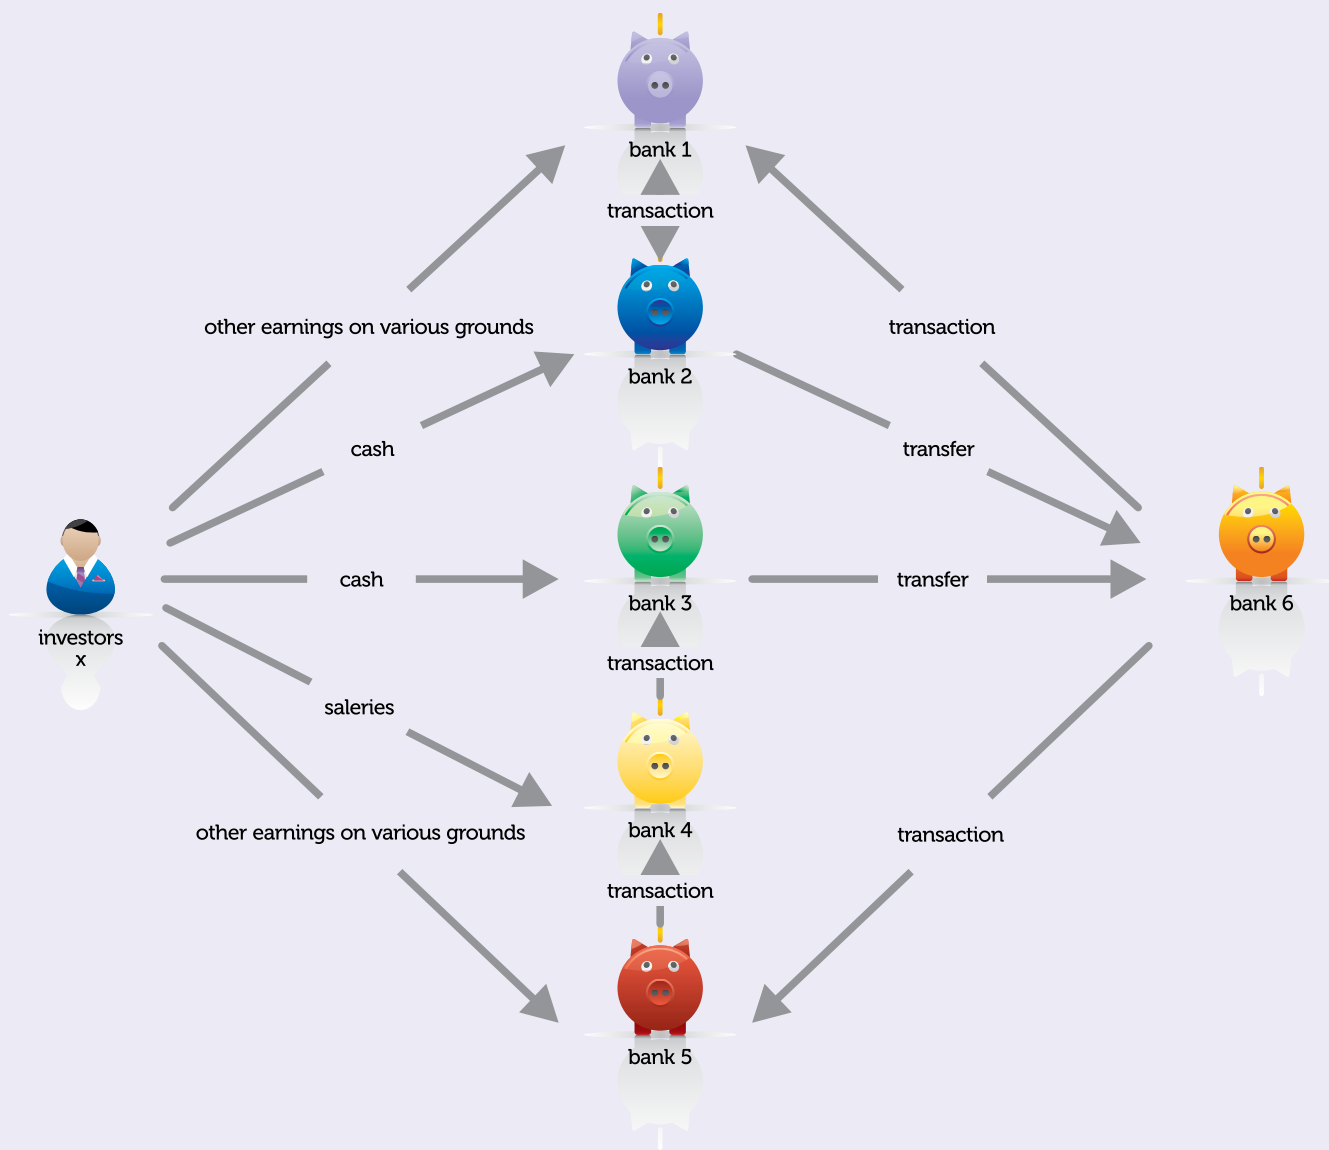 bank 1
transaction
other earnings on various grounds
transaction
bank 2
cash
transfer
cash
transfer
bank 3
bank 6
investors
x
transaction
saleries
bank 4
other earnings on various grounds
transaction
transaction
bank 5